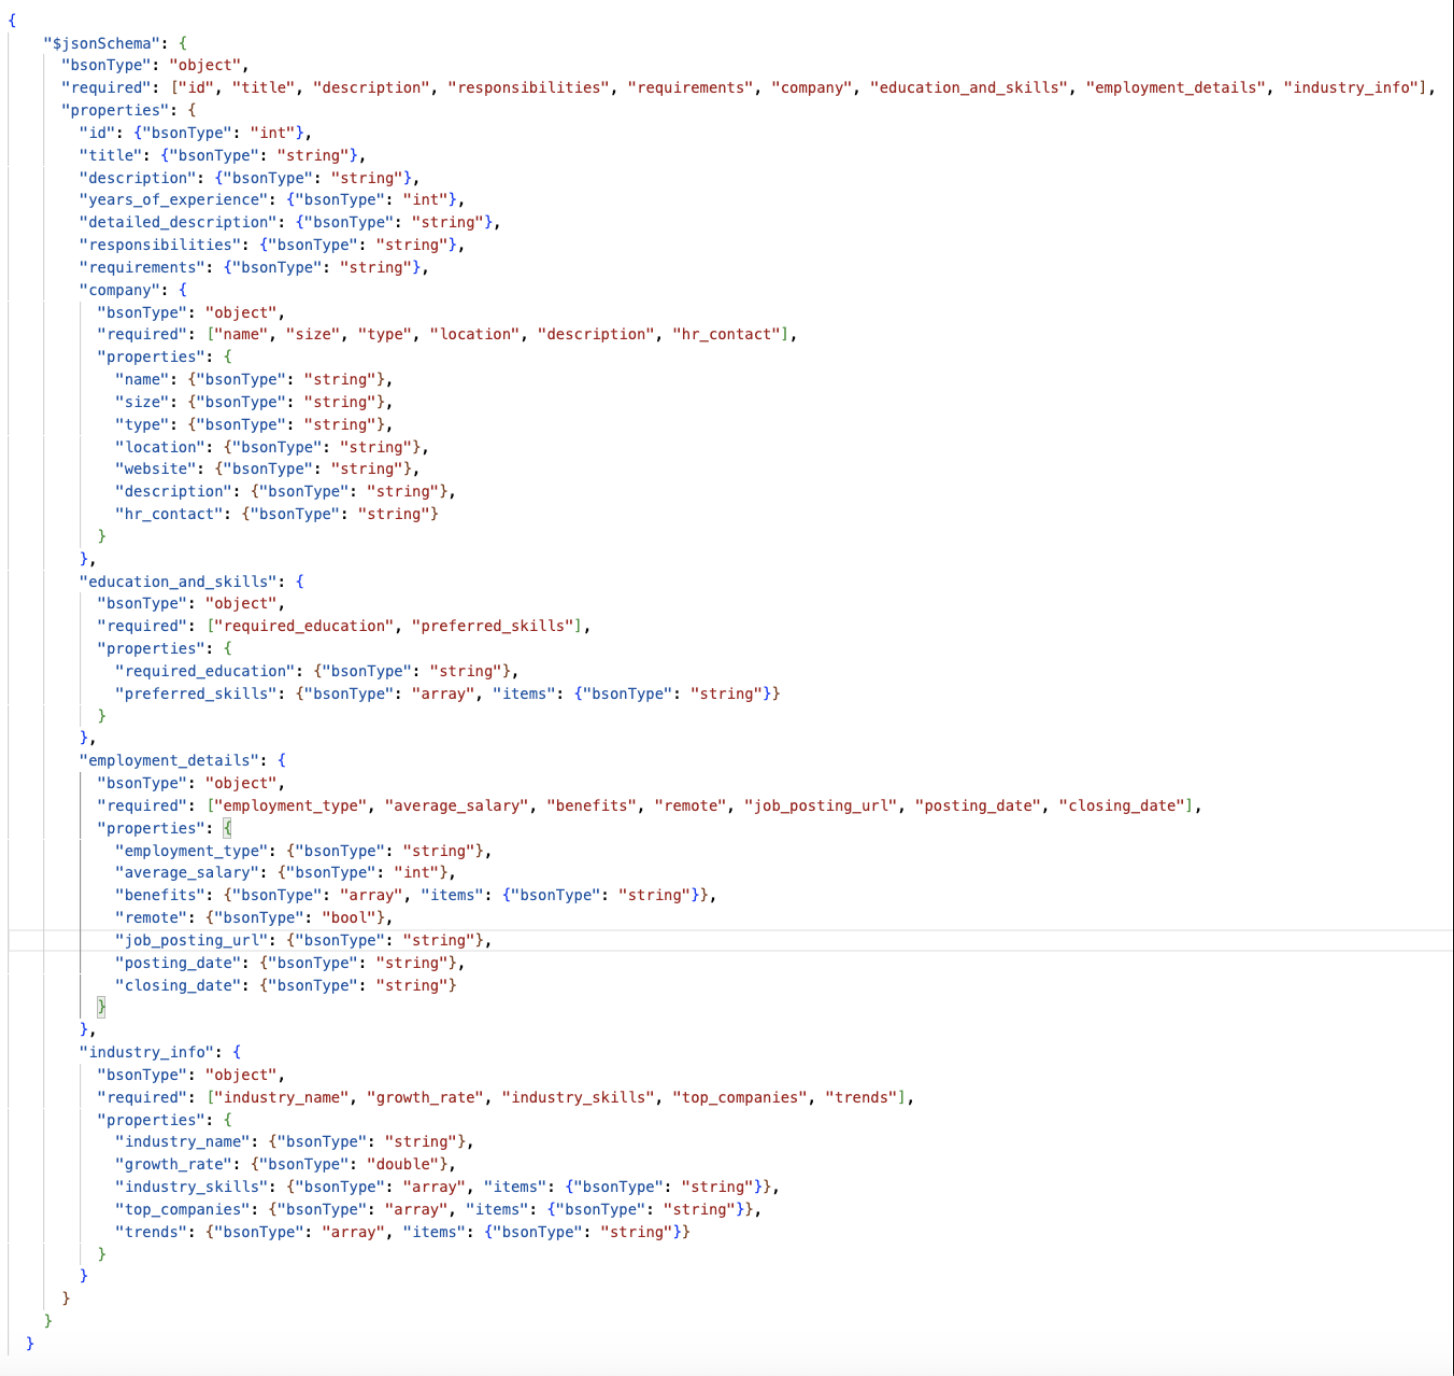 {
"$jsonSchema": {
"bsonType": "object",
"required": ["id", "title", "description", "responsibilities", "requirements", "company", "education_and_skills", "employment_details", "industry_info"],
"properties": {
"id": {"bsonType": "int"},
"title": {"bsonType": "string"},
"description": {"bsonType": "string"},
"years_of_experience": {"bsonType": "int"},
"detailed_description": {"bsonType": "string"},
"responsibilities": {"bsonType": "string"},
"requirements": {"bsonType": "string"},
"company": {
"bsonType": "object",
"required": ["name", "size", "type", "location", "description", "hr_contact"],
"properties": {
"name": {"bsonType": "string"},
"size": {"bsonType": "string"},
"type": {"bsonType": "string"},
"location": {"bsonType": "string"},
"website": {"bsonType": "string"},
"description": {"bsonType": "string"},
"hr_contact": {"bsonType": "string"}
}
},
"education_and_skills": {
"bsonType": "object",
"required": ["required_education", "preferred_skills"],
"properties": {
"required_education": {"bsonType": "string"},
"preferred_skills": {"bsonType": "array", "items": {"bsonType": "string"}}
}
},
"employment_details": {
"bsonType": "object",
"required": ["employment_type", "average_salary", "benefits", "remote", "job_posting_url", "posting_date", "closing_date"],
"properties": {
"employment_type": {"bsonType": "string"},
"average_salary": {"bsonType": "int"},
"benefits": {"bsonType": "array", "items": {"bsonType": "string"}},
"remote": {"bsonType": "bool"},
"job_posting_url": {"bsonType": "string"},
"posting_date": {"bsonType": "string"},
"closing_date": {"bsonType": "string"}
}
},
"industry_info": {
"bsonType": "object",
"required": ["industry_name", "growth_rate", "industry_skills", "top_companies", "trends"],
"properties": {
"industry_name": {"bsonType": "string"},
"growth_rate": {"bsonType": "double"},
"industry_skills": {"bsonType": "array", "items": {"bsonType": "string"}},
"top_companies": {"bsonType": "array", "items": {"bsonType": "string"}},
"trends": {"bsonType": "array", "items": {"bsonType": "string"}}
}
}
}
}
}